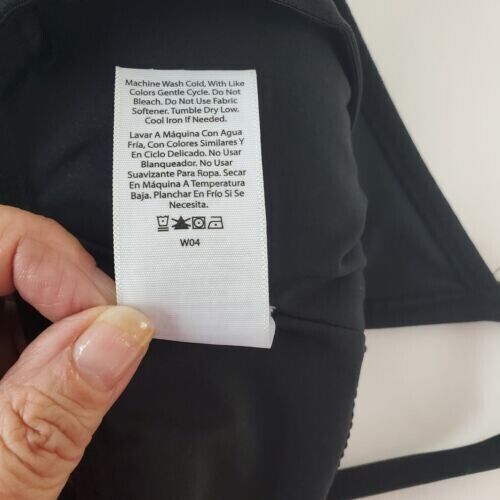 Machine Wash Cold, With Like
Colors Gentle Cycle. Do Not
Bleach. Do Not Use Fabric
Softener. Tumble Dry Low.
Cool Iron If Needed.
Lavar A Máquina Con Agua
Fría, Con Colores Similares Y
En Ciclo Delicado. No Usar
Blanqueador. No Usar
Suavizante Para Ropa. Secar
En Máquina A Temperatura
Baja. Planchar En Frío Si Se
Necesita.
W04